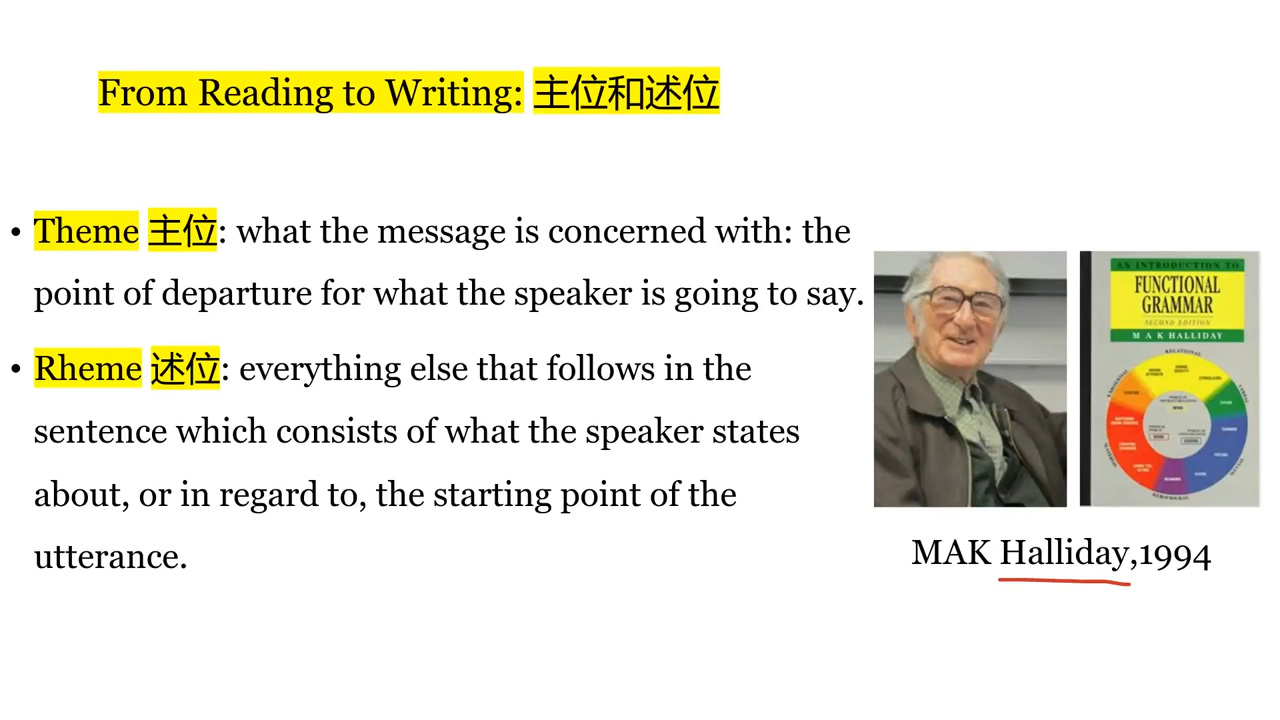 From Reading to Writing: 主位和述位
• Theme 主位: what the message is concerned with: the
point of departure for what the speaker is going to say.
• Rheme 述位: everything else that follows in the
sentence which consists of what the speaker states
about, or in regard to, the starting point of the
utterance.
AN INTRODUCTION TO
FUNCTIONAL
GRAMMAR
SECOND EDITION
M A K HALLIDAY
MAK Halliday,1994